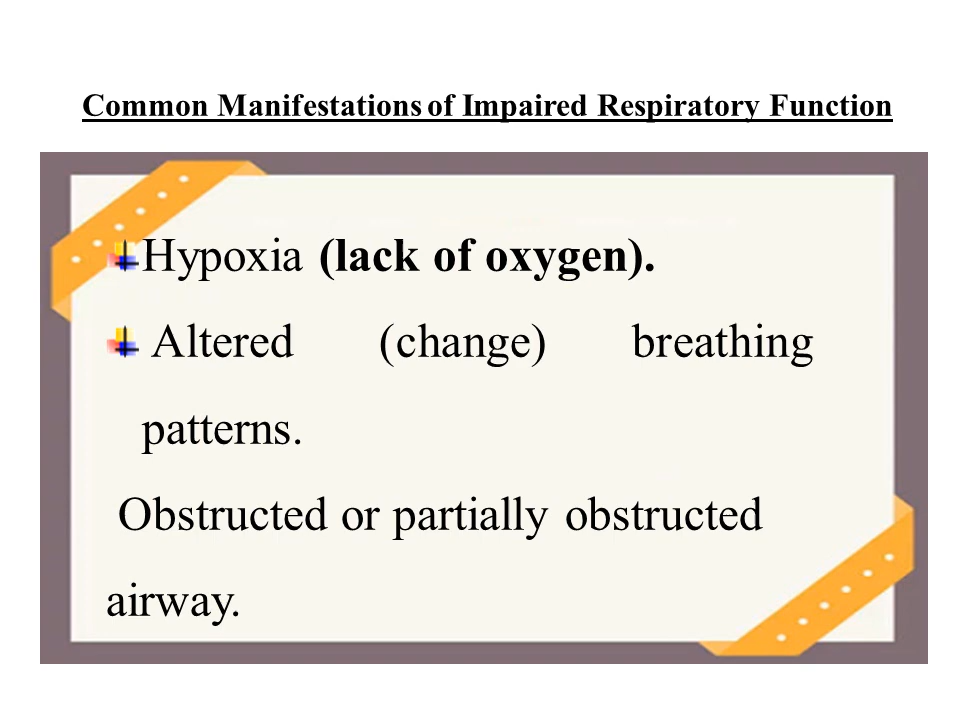 Common Manifestations of Impaired Respiratory Function
Hypoxia (lack of oxygen).
Altered (change) breathing
patterns.
Obstructed or partially obstructed
airway.